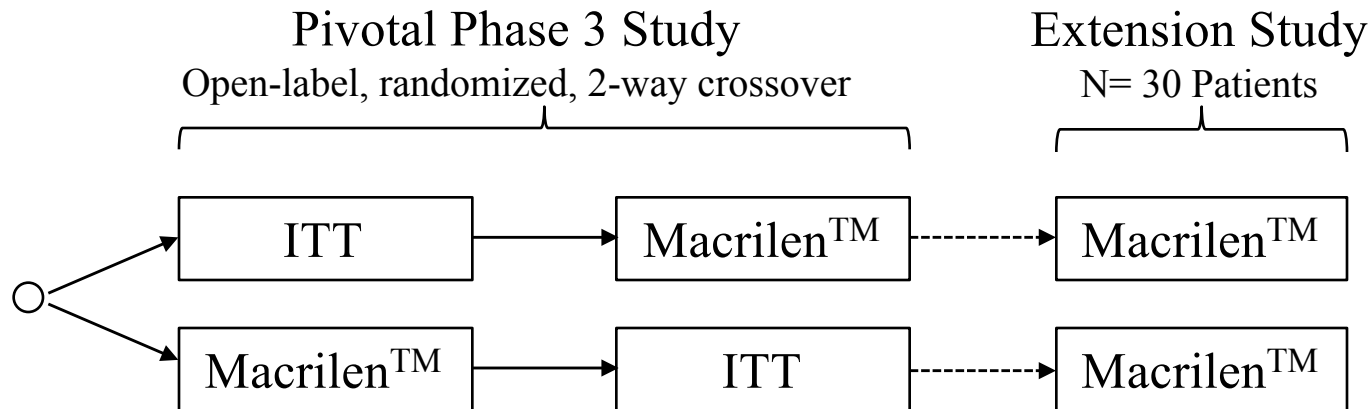 Pivotal Phase 3 Study
Open-label, randomized, 2-way crossover
Extension Study
N= 30 Patients
ITT
Macrilen™
Macrilen™
Macrilen™
ITT
Macrilen™